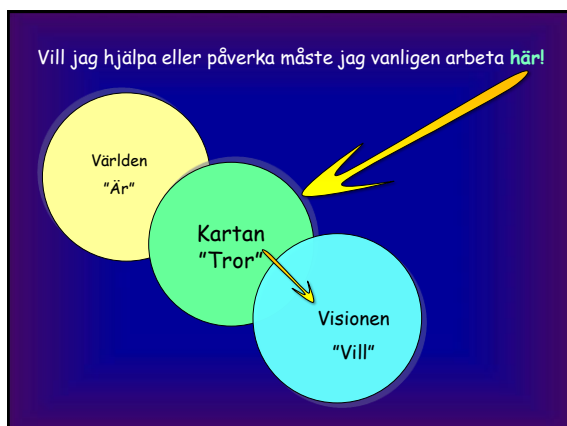 Vill jag hjälpa eller påverka måste jag vanligen arbeta här!
Världen
"Är"
Kartan
"Tror"
Visionen
"Vill"